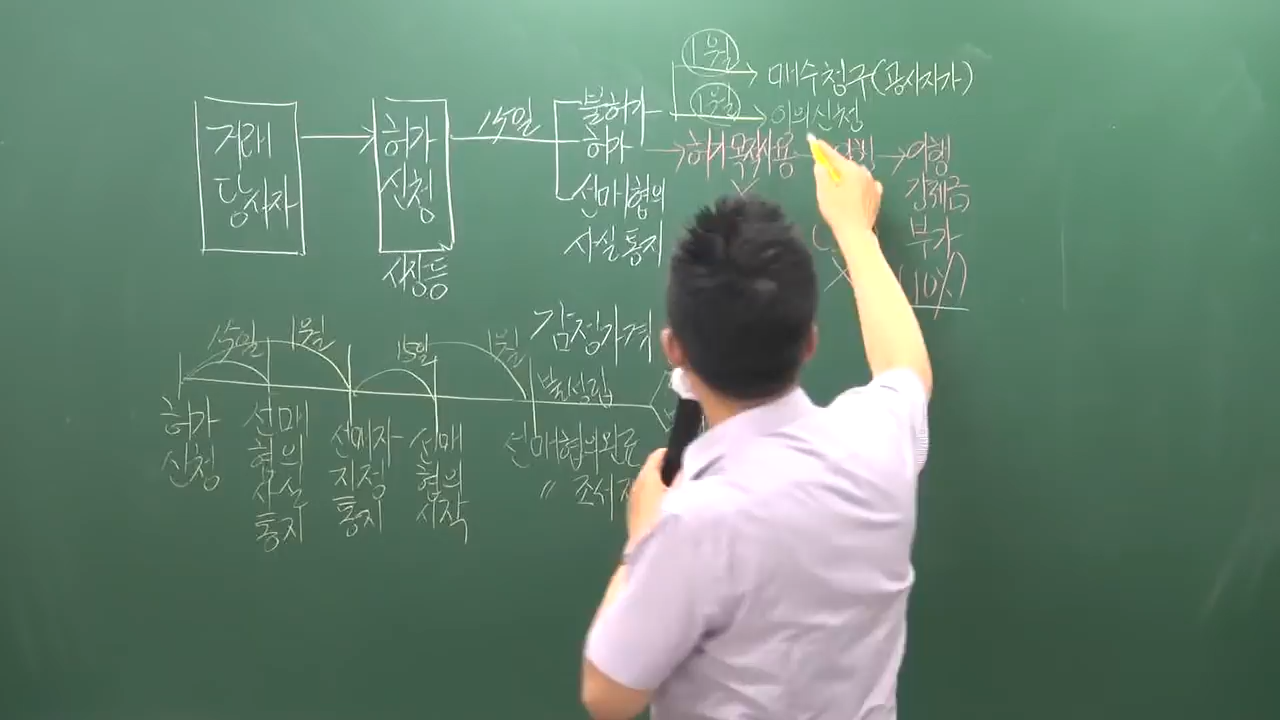 거래
당사자
허가
신청
시장등
15일
불허가
허가
선매협의
사실통지
1월
매수청구(공시지가)
1월
이의신청
허가목적사용
이행
강제금
부가
(10%)
15일
1월
15일
1월
감정가격
불성립
허가
신청
선매
협의
사실
통지
선매자
지정
통지
선매
협의
시작
선매협의완료
〃 조서